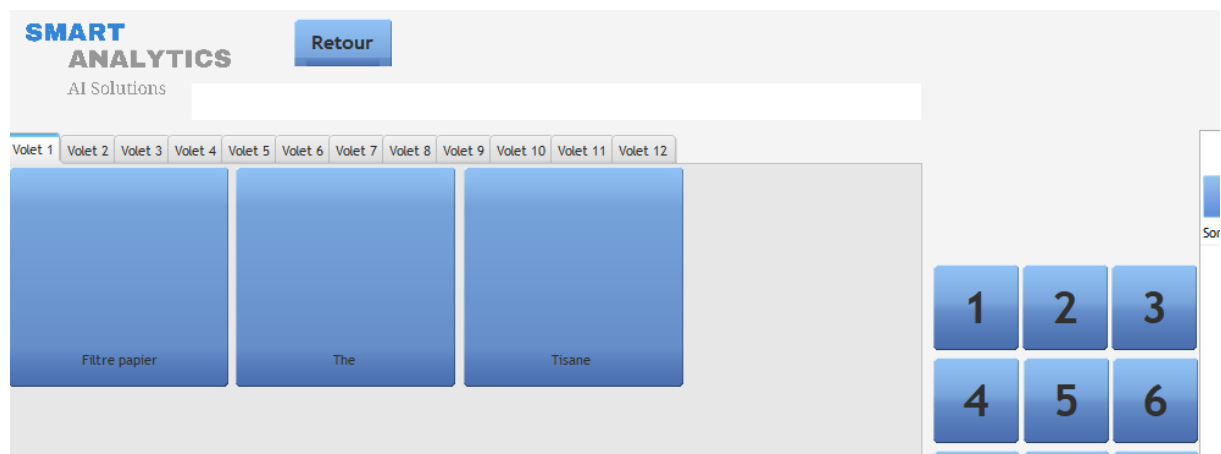 SMART
ANALYTICS
AI Solutions
Retour
Volet 1 Volet 2 Volet 3 Volet 4 Volet 5 Volet 6 Volet 7 Volet 8 Volet 9 Volet 10 Volet 11 Volet 12
Filtre papier The Tisane
1 2 3
4 5 6